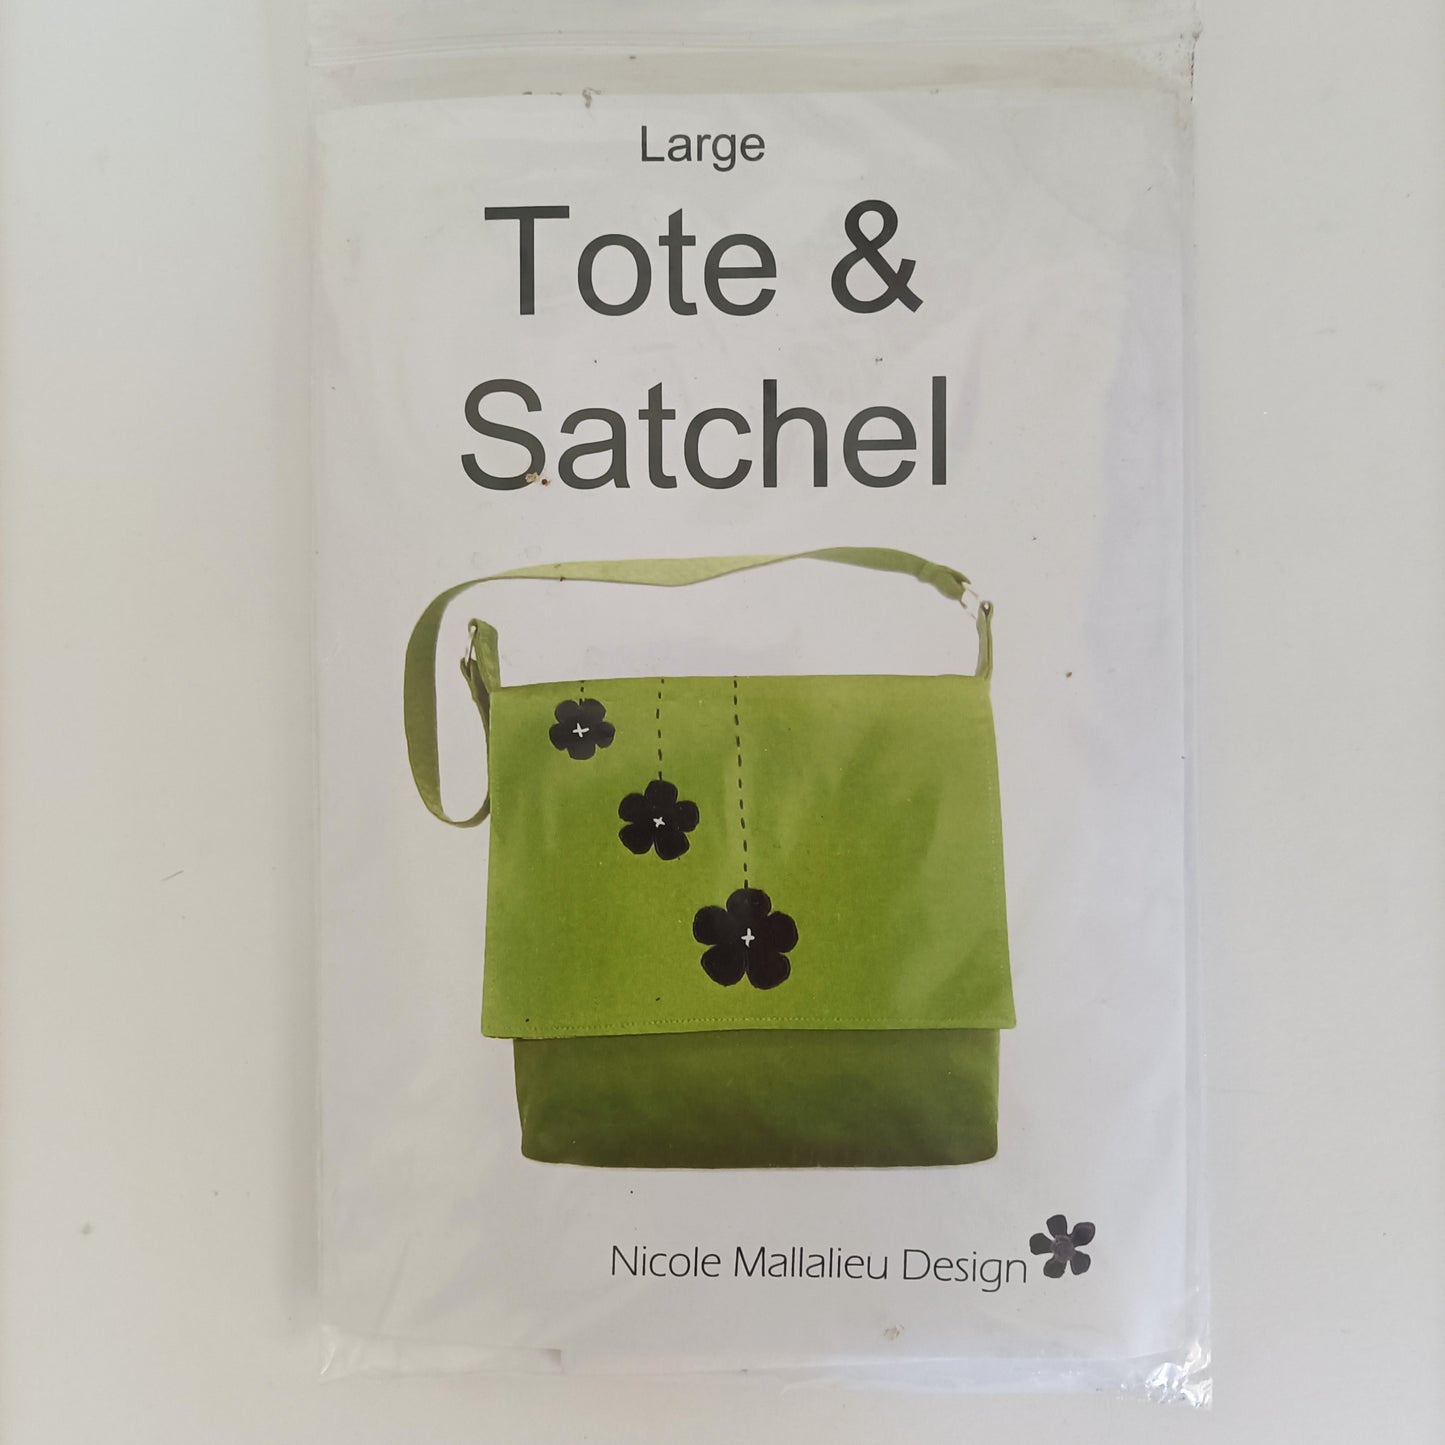 Large
Tote &
Satchel
Nicole Mallalieu Design